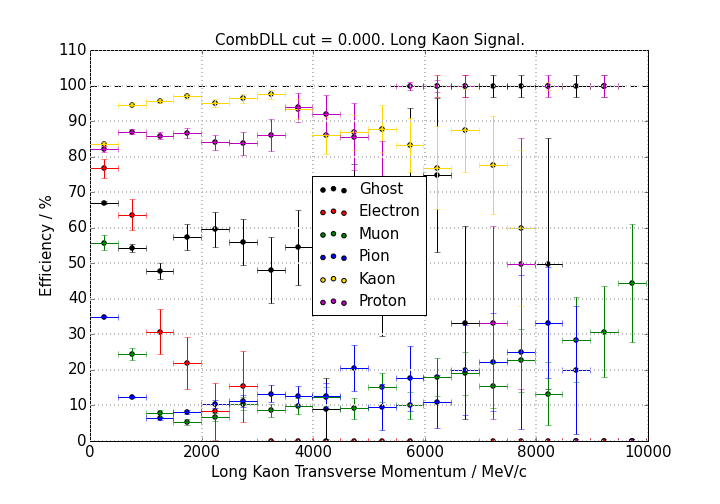 CombDLL cut = 0.000. Long Kaon Signal.
110
100
90
80
70
60
50
40
30
20
10
0
Efficiency / %
Ghost
Electron
Muon
Pion
Kaon
Proton
0 2000 4000 6000 8000 10000
Long Kaon Transverse Momentum / MeV/c